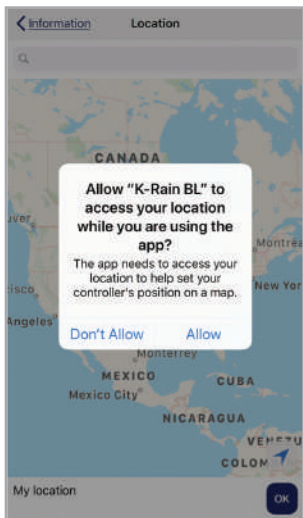 Information
Location
CANADA
Allow “K-Rain BL” to
access your location
while you are using the
app?
The app needs to access your
location to help set your
controller's position on a map.
Don't Allow
Allow
New Yor
Angeles
Monterrey
MEXICO
CUBA
Mexico City
NICARAGUA
COLOM
My location
OK